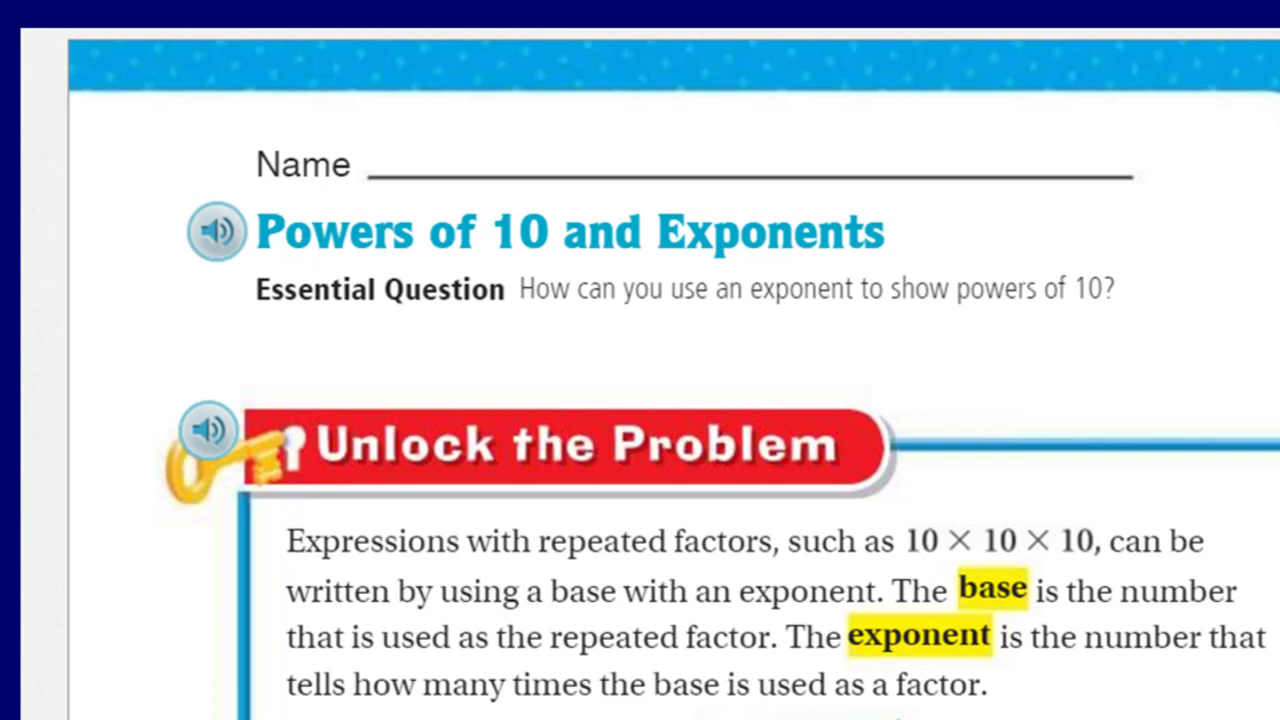 Name
Powers of 10 and Exponents
Essential Question How can you use an exponent to show powers of 10?
Unlock the Problem
Expressions with repeated factors, such as 10 × 10 × 10, can be
written by using a base with an exponent. The base is the number
that is used as the repeated factor. The exponent is the number that
tells how many times the base is used as a factor.